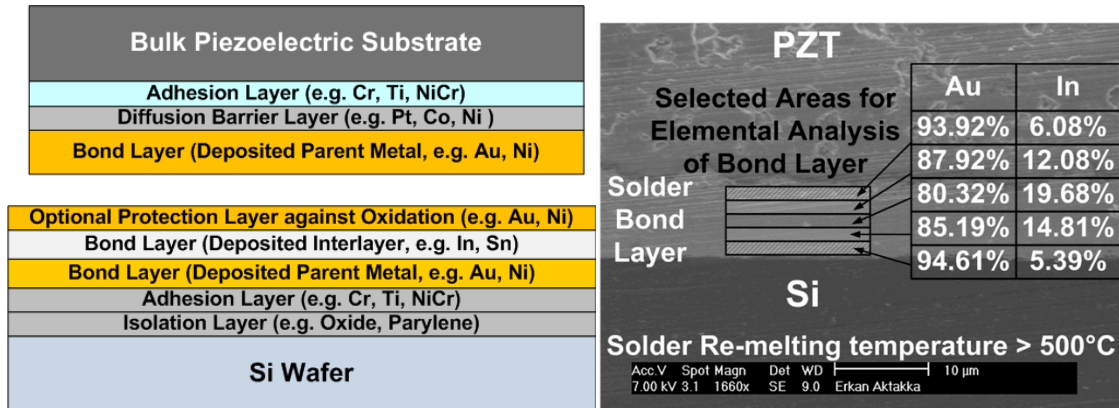 Bulk Piezoelectric Substrate
Adhesion Layer (e.g. Cr, Ti, NiCr)
Diffusion Barrier Layer (e.g. Pt, Co, Ni )
Bond Layer (Deposited Parent Metal, e.g. Au, Ni)
Optional Protection Layer against Oxidation (e.g. Au, Ni)
Bond Layer (Deposited Interlayer, e.g. In, Sn)
Bond Layer (Deposited Parent Metal, e.g. Au, Ni)
Adhesion Layer (e.g. Cr, Ti, NiCr)
Isolation Layer (e.g. Oxide, Parylene)
Si Wafer
PZT
Selected Areas for
Elemental Analysis
of Bond Layer
Solder
Bond
Layer
Au In
93.92% 6.08%
87.92% 12.08%
80.32% 19.68%
85.19% 14.81%
94.61% 5.39%
Si
Solder Re-melting temperature > 500°C
Acc.V Spot Magn Det WD 10 µm
7.00 kV 3.1 1660x SE 9.0 Erkan Aktakka